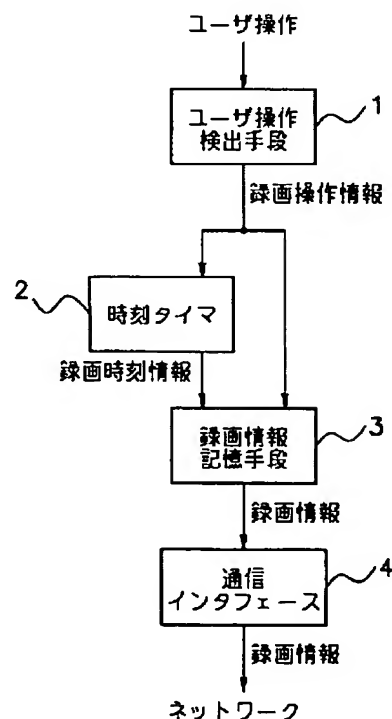 ユーザ操作
ユーザ操作
検出手段
1
録画操作情報
2
時刻タイマ
録画時刻情報
録画情報
記憶手段
3
録画情報
通信
インタフェース
4
録画情報
ネットワーク